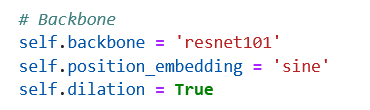 # Backbone
self.backbone = 'resnet101'
self.position_embedding = 'sine'
self.dilation = True